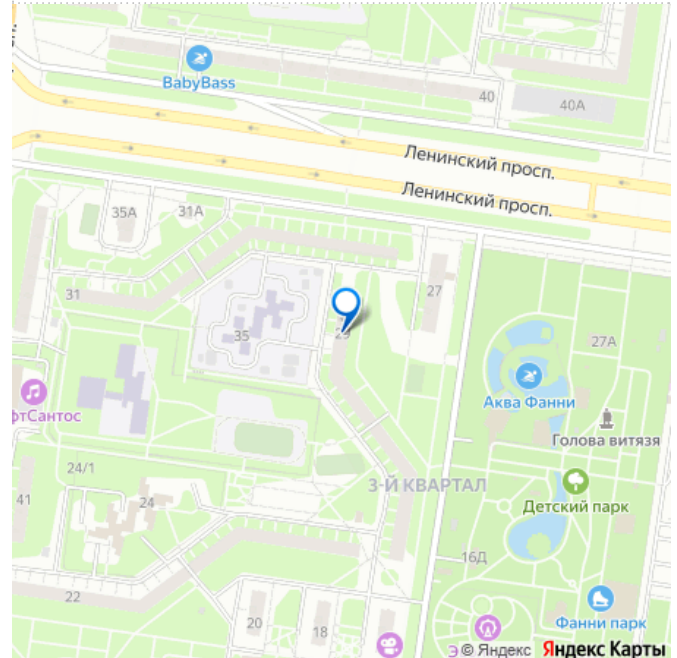 BabyBass
40
40А
Ленинский просп.
Ленинский просп.
35А
31А
31
27
29
35
27А
Аква Фанни
Голова витязя
фтСантос
3-Й КВАРТАЛ
Детский парк
24/1
41
24
16Д
22
20
18
Фанни парк
Э
© Яндекс Яндекс Карты